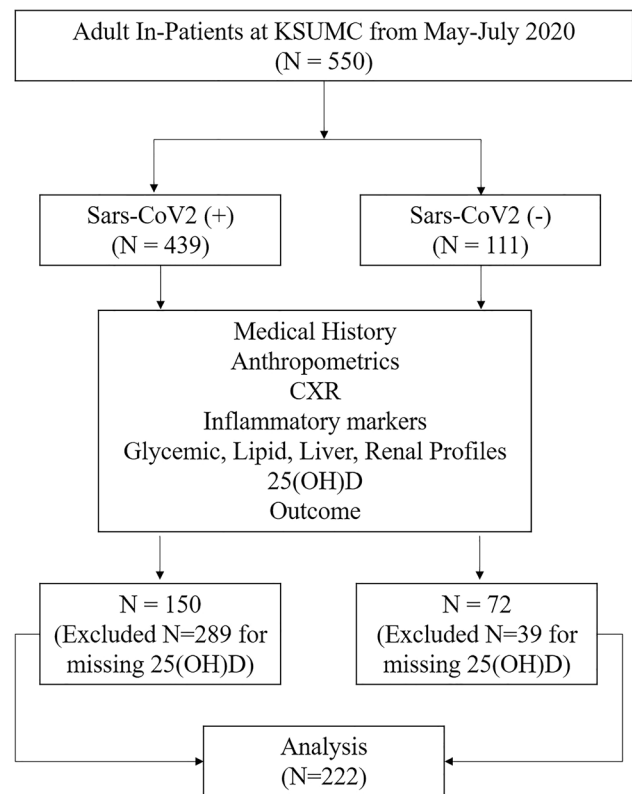 Adult In-Patients at KSUMC from May-July 2020
(N = 550)
Sars-CoV2 (+)
(N = 439)
Sars-CoV2 (-)
(N = 111)
Medical History
Anthropometrics
CXR
Inflammatory markers
Glycemic, Lipid, Liver, Renal Profiles
25(OH)D
Outcome
N = 150
(Excluded N=289 for
missing 25(OH)D)
N = 72
(Excluded N=39 for
missing 25(OH)D)
Analysis
(N=222)